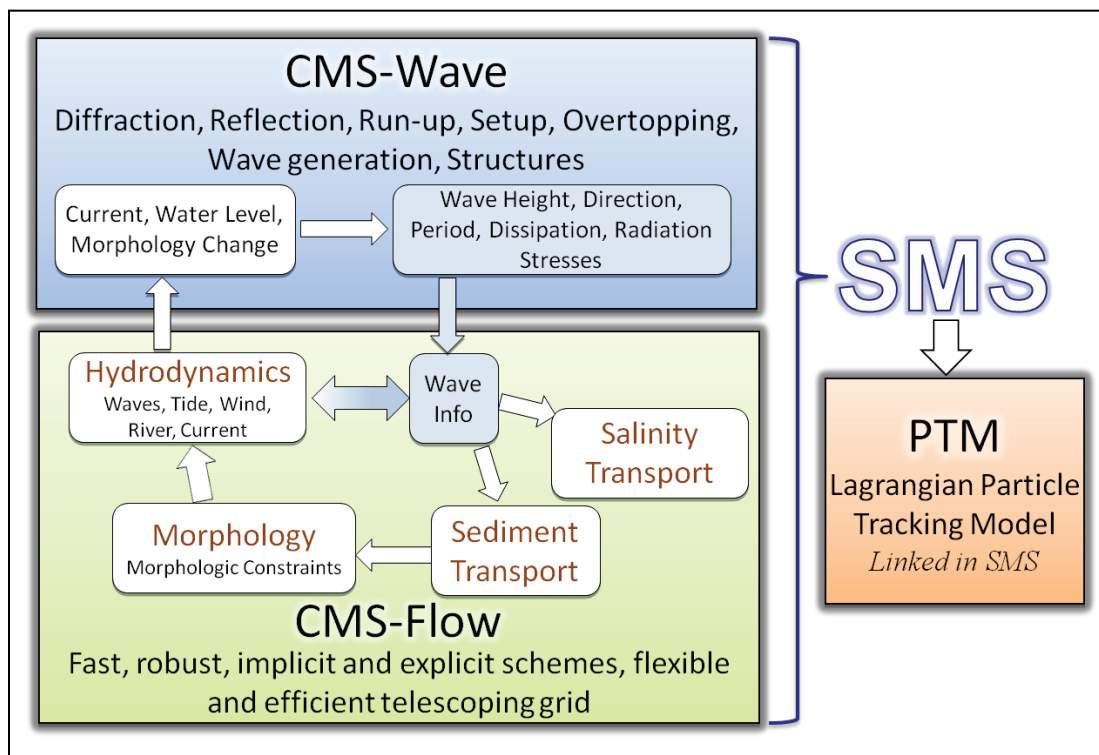 CMS-Wave
Diffraction, Reflection, Run-up, Setup, Overtopping,
Wave generation, Structures
Current, Water Level,
Morphology Change
Wave Height, Direction,
Period, Dissipation, Radiation
Stresses
Hydrodynamics
Waves, Tide, Wind,
River, Current
Wave
Info
Salinity
Transport
Morphology
Morphologic Constraints
Sediment
Transport
CMS-Flow
Fast, robust, implicit and explicit schemes, flexible
and efficient telescoping grid
SMS
PTM
Lagrangian Particle
Tracking Model
Linked in SMS